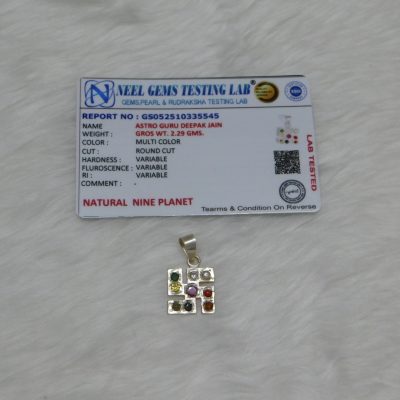 NEEL GEMS TESTING LAB
GEMS,PEARL & RUDRAKSHA TESTING LAB
REPORT NO : GS052510335545
NAME : ASTRO GURU DEEPAK JAIN
WEIGHT : GROS WT. 2.29 GMS.
COLOR : MULTI COLOR
CUT : ROUND CUT
HARDNESS : VARIABLE
FLUROSCENCE : VARIABLE
RI : VARIABLE
COMMENT : -
LAB TESTED
NATURAL NINE PLANET
Tearms & Condition On Reverse